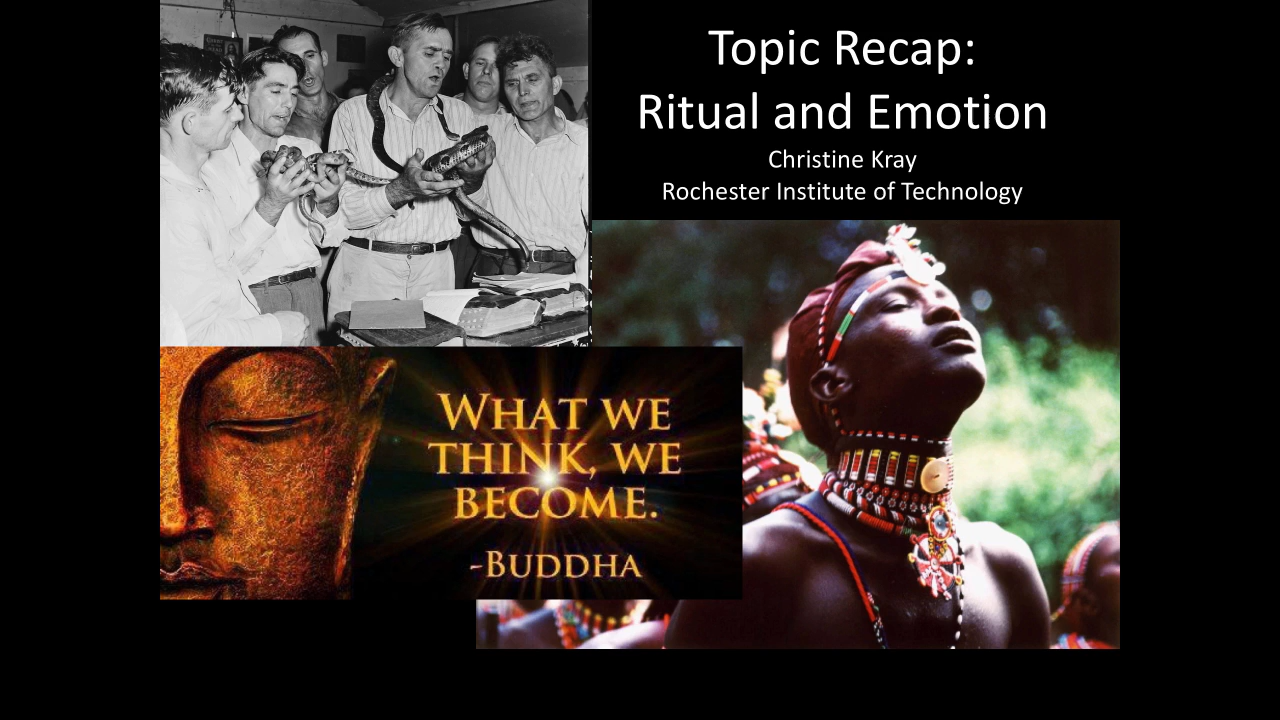 Topic Recap:
Ritual and Emotion
Christine Kray
Rochester Institute of Technology
WHAT WE
THINK, WE
BECOME.
-BUDDHA